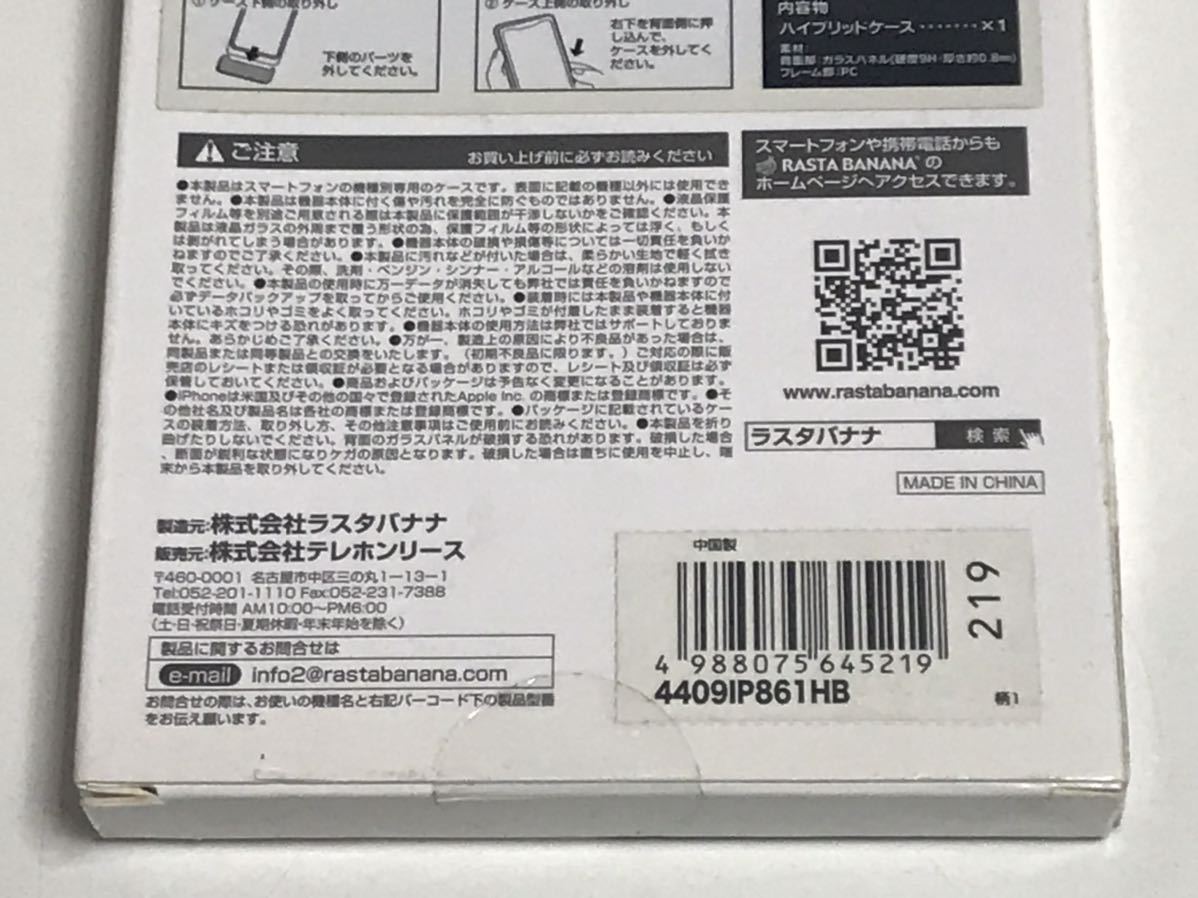 ① ケース下側の取り外し
下側のパーツを
外してください。
② ケース上側の取り外し
右下を背面側に押
し込んで、
ケースを外してく
ださい。
内容物
ハイブリッドケース‥‥‥‥×1
素材:
背面部:ガラスパネル(硬度9H・厚さ約0.8mm)
フレーム部:PC
ご注意 お買い上げ前に必ずお読みください
●本製品はスマートフォンの機種別専用のケースです。表面に記載の機種以外には使用でき
ません。●本製品は機器本体に付く傷や汚れを完全に防ぐものではありません。●液晶保護
フィルム等を別途ご用意される際は本製品に保護範囲が干渉しないかをご確認ください。本
製品は液晶ガラスの外周まで覆う形状の為、保護フィルム等の形状によっては浮く、もしく
は剥がれてしまう場合があります。●機器本体の破損や損傷等については一切責任を負いか
ねますのでご了承ください。●本製品に汚れなどが付いた場合は、柔らかい生地で軽く拭き
取ってください。その際、洗剤・ベンジン・シンナー・アルコールなどの溶剤は使用しない
でください。●本製品の使用時に万一データが消失しても弊社では責任を負いかねますので
必ずデータバックアップを取ってからご使用ください。●装着時には本製品や機器本体に付
いているホコリやゴミをよく取ってください。ホコリやゴミが付着したまま装着すると機器
本体にキズをつける恐れがあります。●機器本体の使用方法は弊社ではサポートしておりま
せん。あらかじめご了承ください。●万が一、製造上の原因により不良品があった場合は、
同製品または同等製品との交換をいたします。(初期不良品に限ります。)ご対応の際に販
売店のレシートまたは領収証が必要となる場合がありますので、レシート及び領収証は必ず
保管しておいてください。●商品およびパッケージは予告なく変更になることがあります。
●iPhoneは米国及びその他の国々で登録されたApple Inc. の商標または登録商標です。●そ
の他社名及び製品名は各社の商標または登録商標です。●パッケージに記載されているケー
スの装着方法、取り外し方、その他注意事項はご使用前にお読みください。●本製品を折り
曲げたりしないでください。背面のガラスパネルが破損する恐れがあります。破損した場合
、断面が鋭利な状態になりケガの原因となります。破損した場合は直ちに使用を中止し、端
末から本製品を取り外してください。
スマートフォンや携帯電話からも
RASTA BANANA® の
ホームページへアクセスできます。
www.rastabanana.com
ラスタバナナ 検索
MADE IN CHINA
製造元:株式会社ラスタバナナ
販売元:株式会社テレホンリース
〒460-0001 名古屋市中区三の丸1-13-1
Tel:052-201-1110 Fax:052-231-7388
電話受付時間 AM10:00〜PM6:00
(土・日・祝祭日・夏期休暇・年末年始を除く)
製品に関するお問合せは
e-mail info2@rastabanana.com
お問合せの際は、お使いの機種名と右記バーコード下の製品型番
をお伝え願います。
中国製
4 988075 645219
219
4409IP861HB
柄1